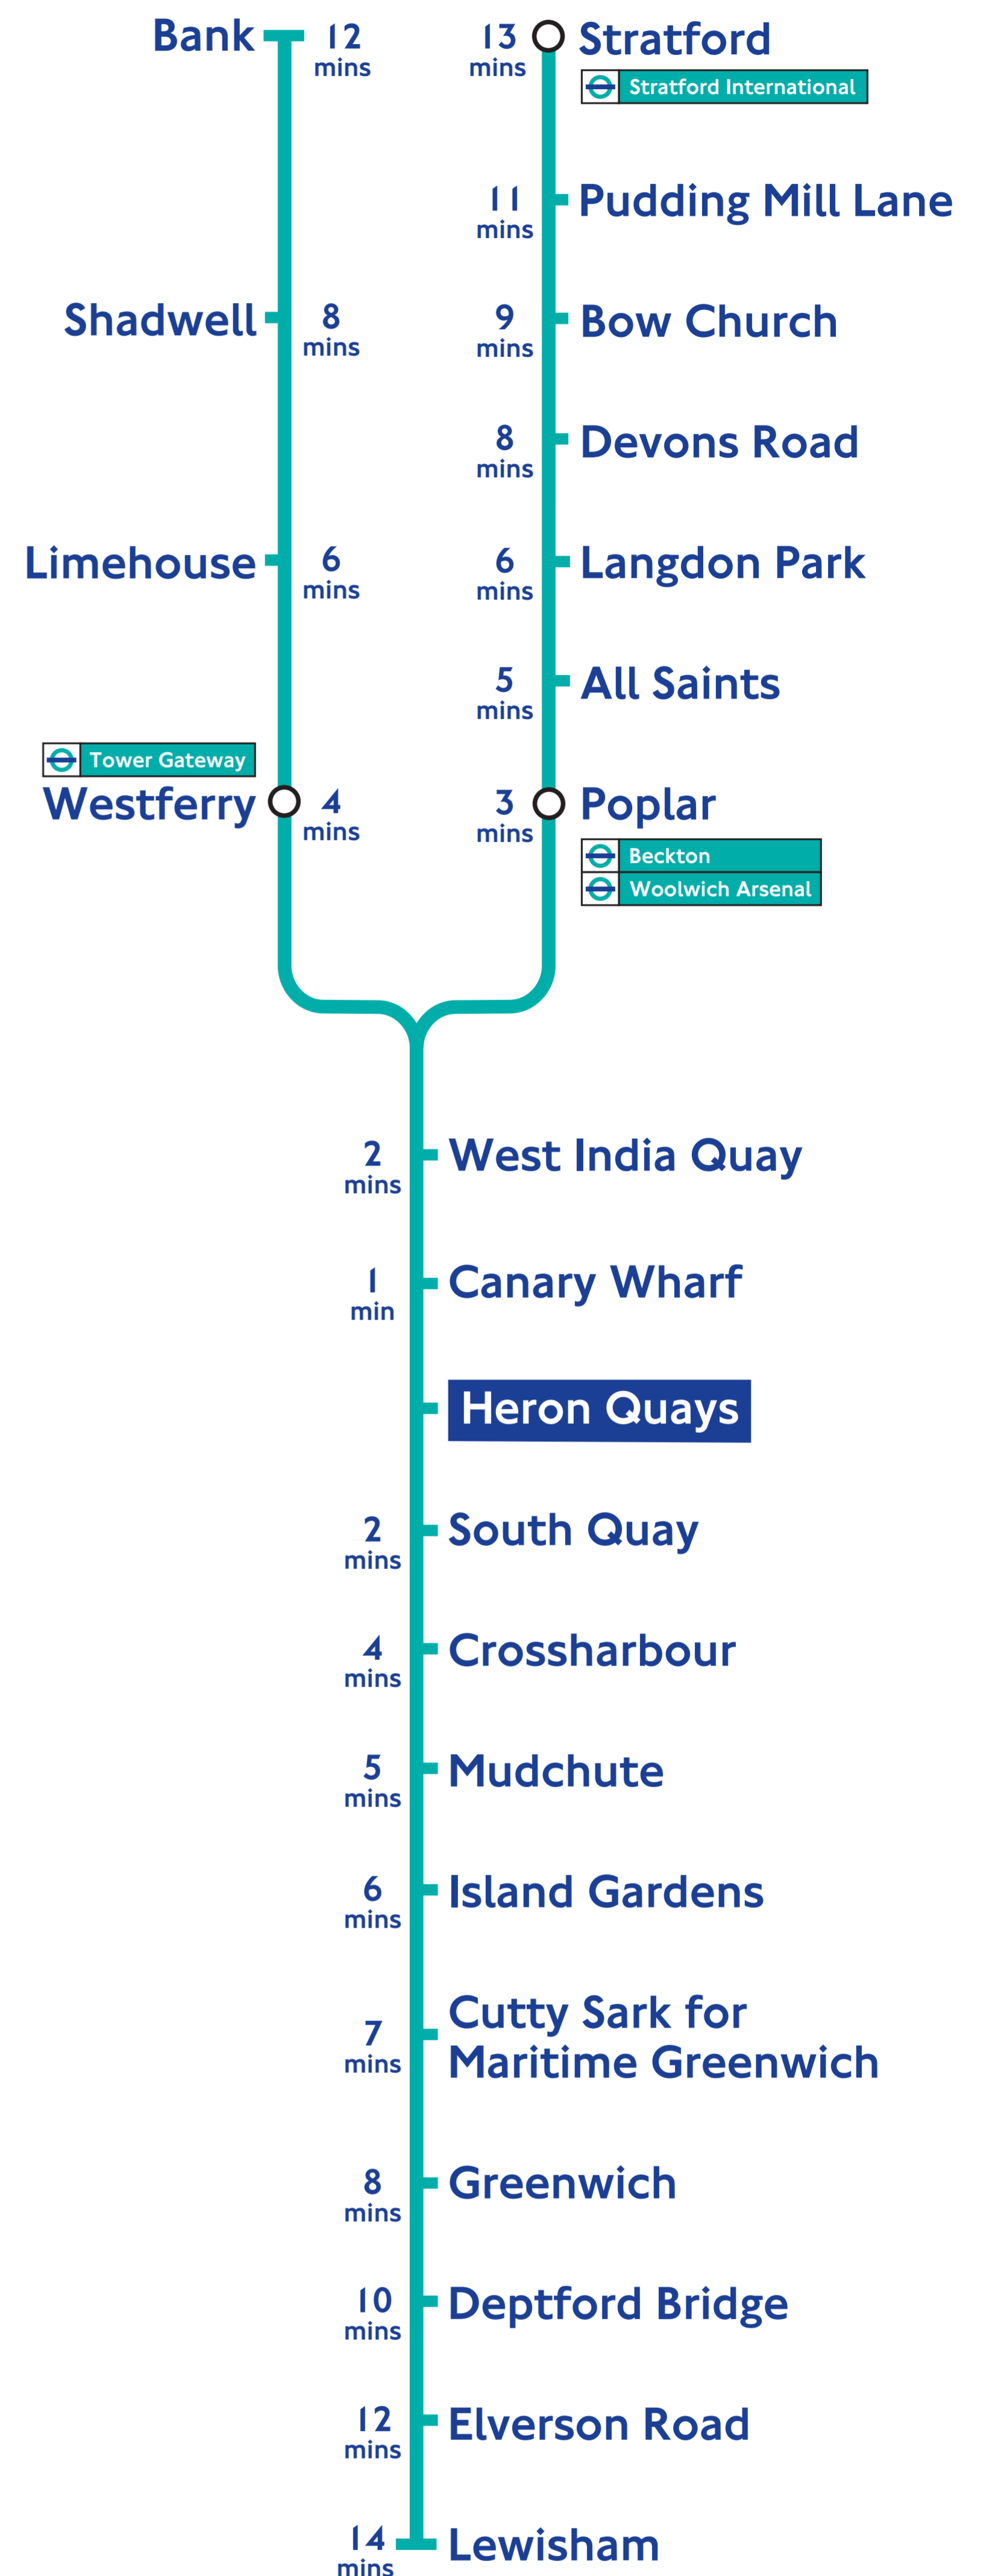 Bank
12
mins
Shadwell
8
mins
Limehouse
6
mins
Tower Gateway
Westferry
4
mins
13
mins
Stratford
Stratford International
11
mins
Pudding Mill Lane
9
mins
Bow Church
8
mins
Devons Road
6
mins
Langdon Park
5
mins
All Saints
3
mins
Poplar
Beckton
Woolwich Arsenal
2
mins
West India Quay
1
min
Canary Wharf
Heron Quays
2
mins
South Quay
4
mins
Crossharbour
5
mins
Mudchute
6
mins
Island Gardens
7
mins
Cutty Sark for
Maritime Greenwich
8
mins
Greenwich
10
mins
Deptford Bridge
12
mins
Elverson Road
14
mins
Lewisham